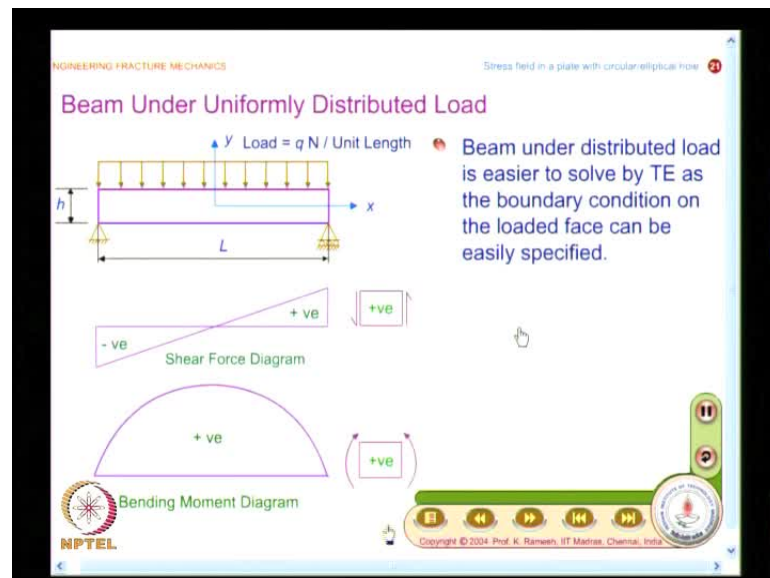 NGINEERING FRACTURE MECHANICS
Stress field in a plate with circular/elliptical hole 21
Beam Under Uniformly Distributed Load
y Load = q N / Unit Length
h
x
L
Beam under distributed load
is easier to solve by TE as
the boundary condition on
the loaded face can be
easily specified.
+ ve
+ve
- ve
Shear Force Diagram
+ ve
+ve
Bending Moment Diagram
NPTEL
Copyright © 2004 Prof. K. Ramesh, IIT Madras, Chennai, India